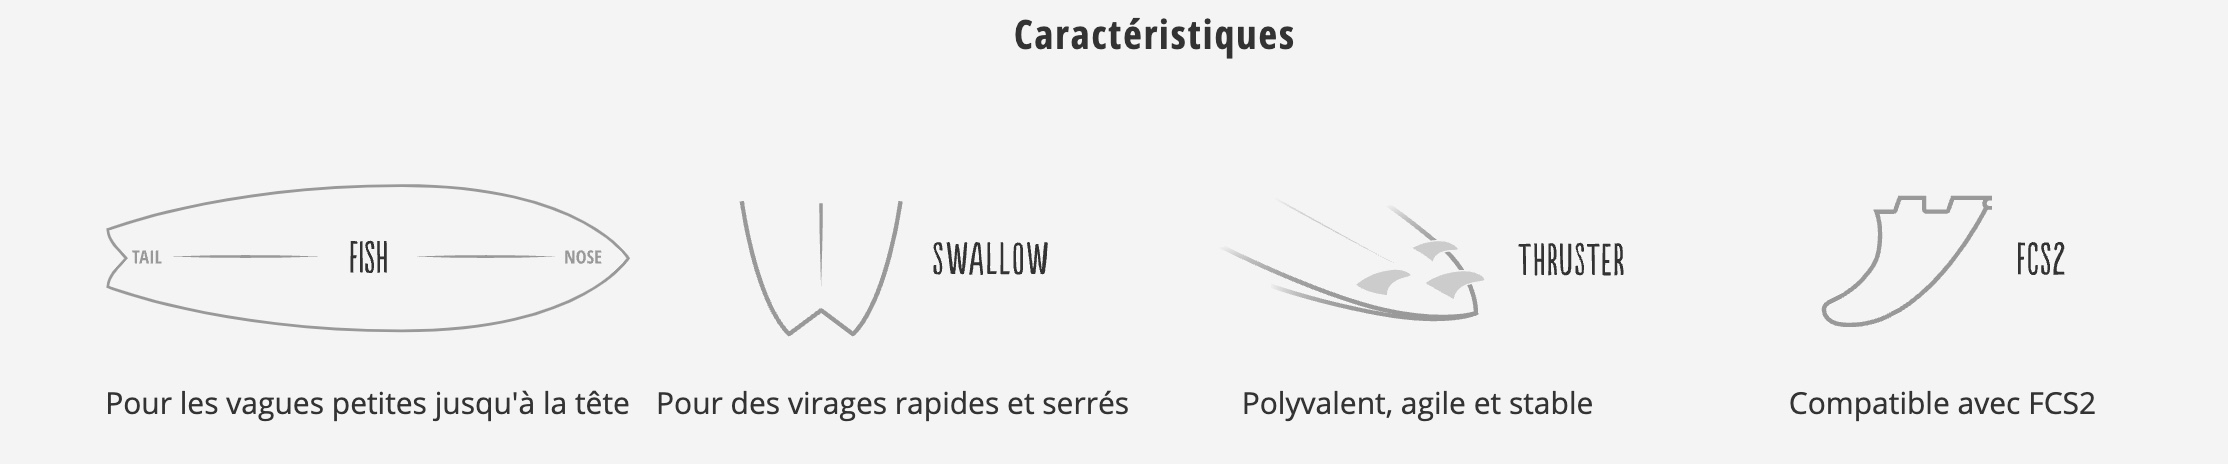 Caractéristiques
TAIL FISH NOSE
SWALLOW
THRUSTER
FCS2
Pour les vagues petites jusqu'à la tête
Pour des virages rapides et serrés
Polyvalent, agile et stable
Compatible avec FCS2